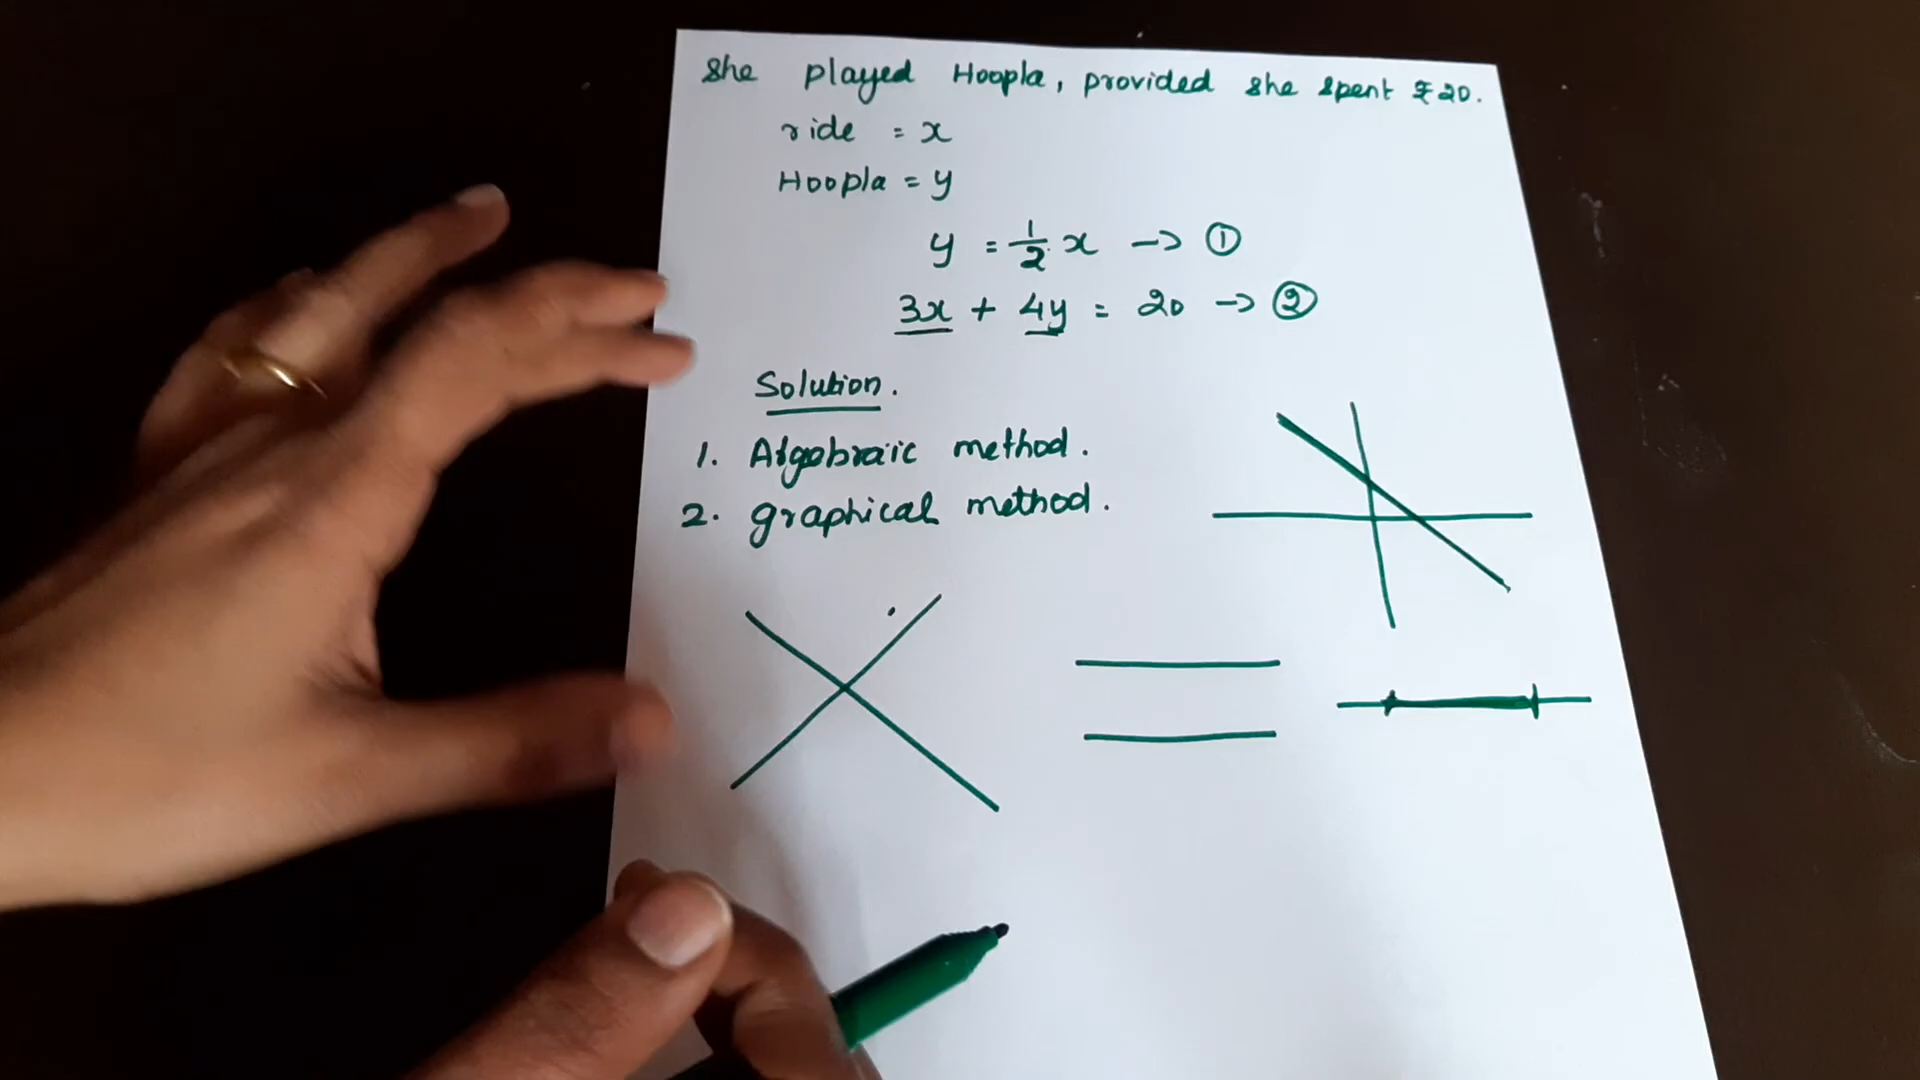 She played Hoopla, provided she spent ₹20.
ride = x
Hoopla = y
y = 1/2 x → ①
3x + 4y = 20 → ②
Solution.
1. Algebraic method.
2. graphical method.